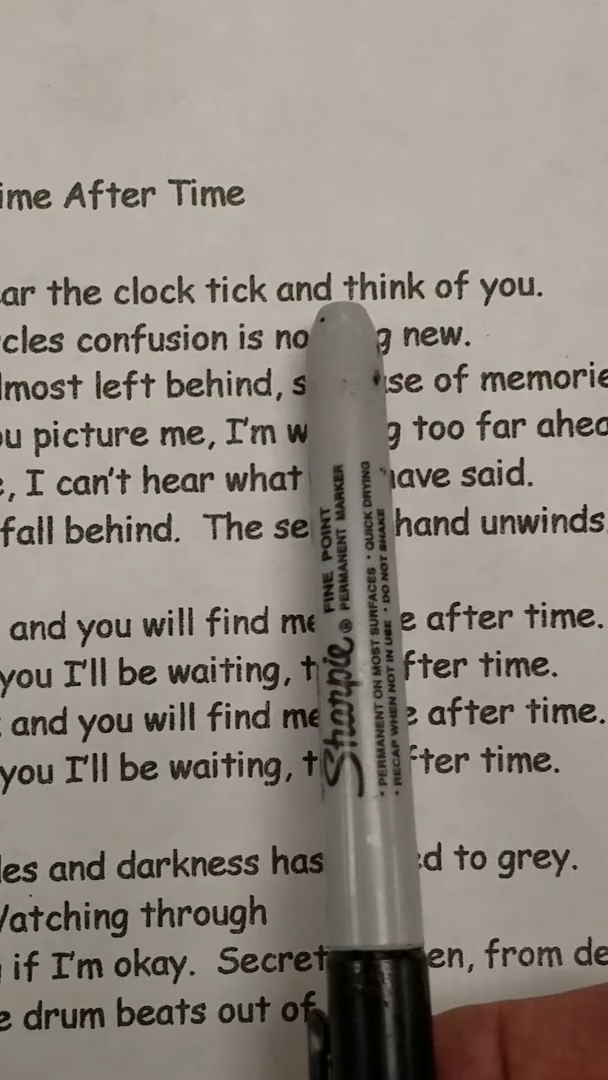 ime After Time
ar the clock tick and think of you.
cles confusion is no g new.
lmost left behind, s se of memorie
ou picture me, I'm w g too far ahea
, I can't hear what have said.
fall behind. The se hand unwinds.
and you will find me e after time.
you I'll be waiting, t fter time.
and you will find me e after time.
you I'll be waiting, t fter time.
les and darkness has d to grey.
Watching through
if I'm okay. Secret en, from de
e drum beats out of
Sharpie ® FINE POINT
PERMANENT MARKER
• PERMANENT ON MOST SURFACES • QUICK DRYING
• RECAP WHEN NOT IN USE • DO NOT SHAKE